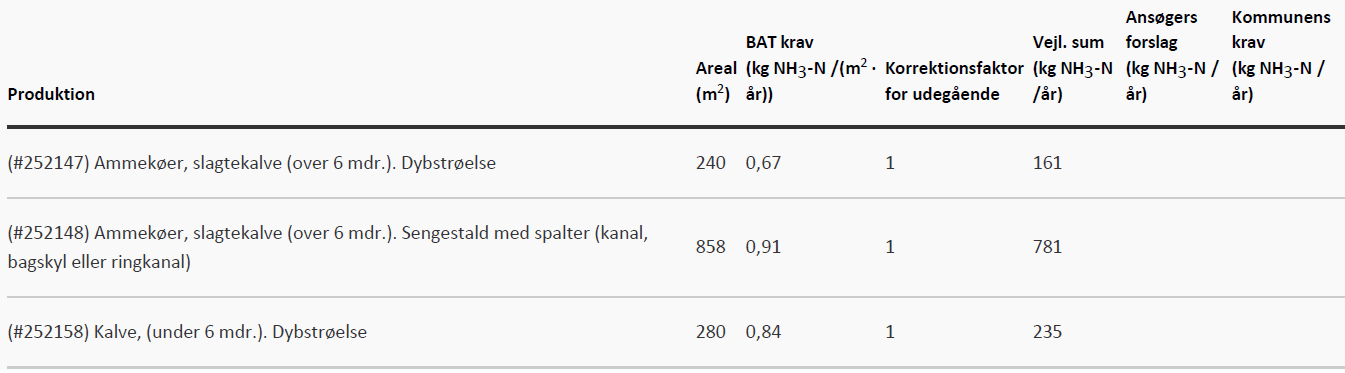 Produktion
Areal (m²)
BAT krav (kg NH3-N /(m² · år))
Korrektionsfaktor for udegående
Vejl. sum (kg NH3-N /år)
Ansøgers forslag (kg NH3-N / år)
Kommunens krav (kg NH3-N / år)
(#252147) Ammekøer, slagtekalve (over 6 mdr.). Dybstrøelse 240 0,67 1 161
(#252148) Ammekøer, slagtekalve (over 6 mdr.). Sengestald med spalter (kanal,
bagskyl eller ringkanal) 858 0,91 1 781
(#252158) Kalve, (under 6 mdr.). Dybstrøelse 280 0,84 1 235